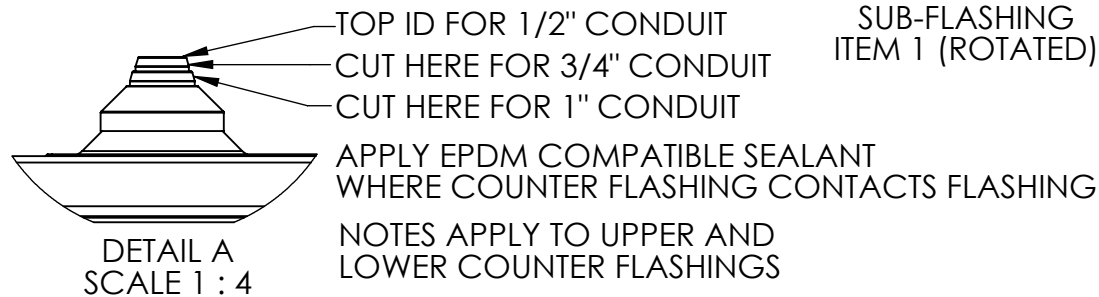 TOP ID FOR 1/2" CONDUIT
CUT HERE FOR 3/4" CONDUIT
CUT HERE FOR 1" CONDUIT
SUB-FLASHING
ITEM 1 (ROTATED)
APPLY EPDM COMPATIBLE SEALANT
WHERE COUNTER FLASHING CONTACTS FLASHING
NOTES APPLY TO UPPER AND
LOWER COUNTER FLASHINGS
DETAIL A
SCALE 1 : 4